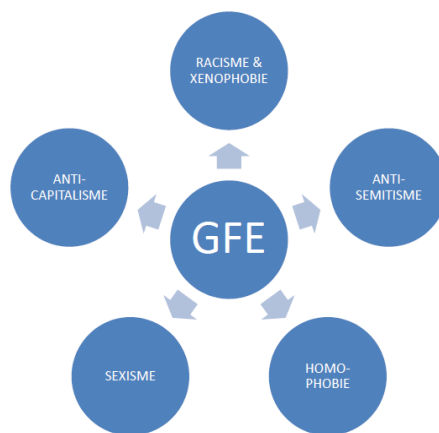 RACISME &
XENOPHOBIE
ANTI-
CAPITALISME
ANTI-
SEMITISME
GFE
SEXISME
HOMO-
PHOBIE